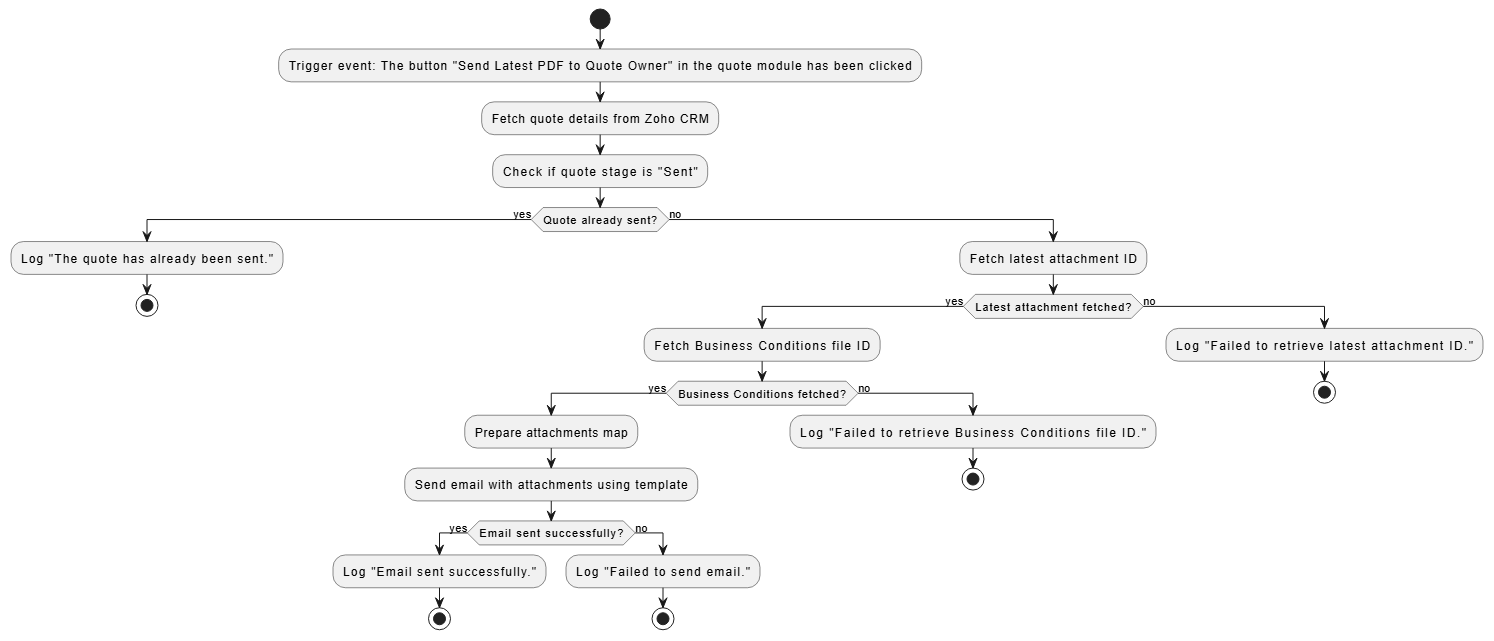 Trigger event: The button "Send Latest PDF to Quote Owner" in the quote module has been clicked
Fetch quote details from Zoho CRM
Check if quote stage is "Sent"
yes
Quote already sent?
no
Log "The quote has already been sent."
Fetch latest attachment ID
yes
Latest attachment fetched?
no
Fetch Business Conditions file ID
Log "Failed to retrieve latest attachment ID."
yes
Business Conditions fetched?
no
Prepare attachments map
Log "Failed to retrieve Business Conditions file ID."
Send email with attachments using template
yes
Email sent successfully?
no
Log "Email sent successfully."
Log "Failed to send email."